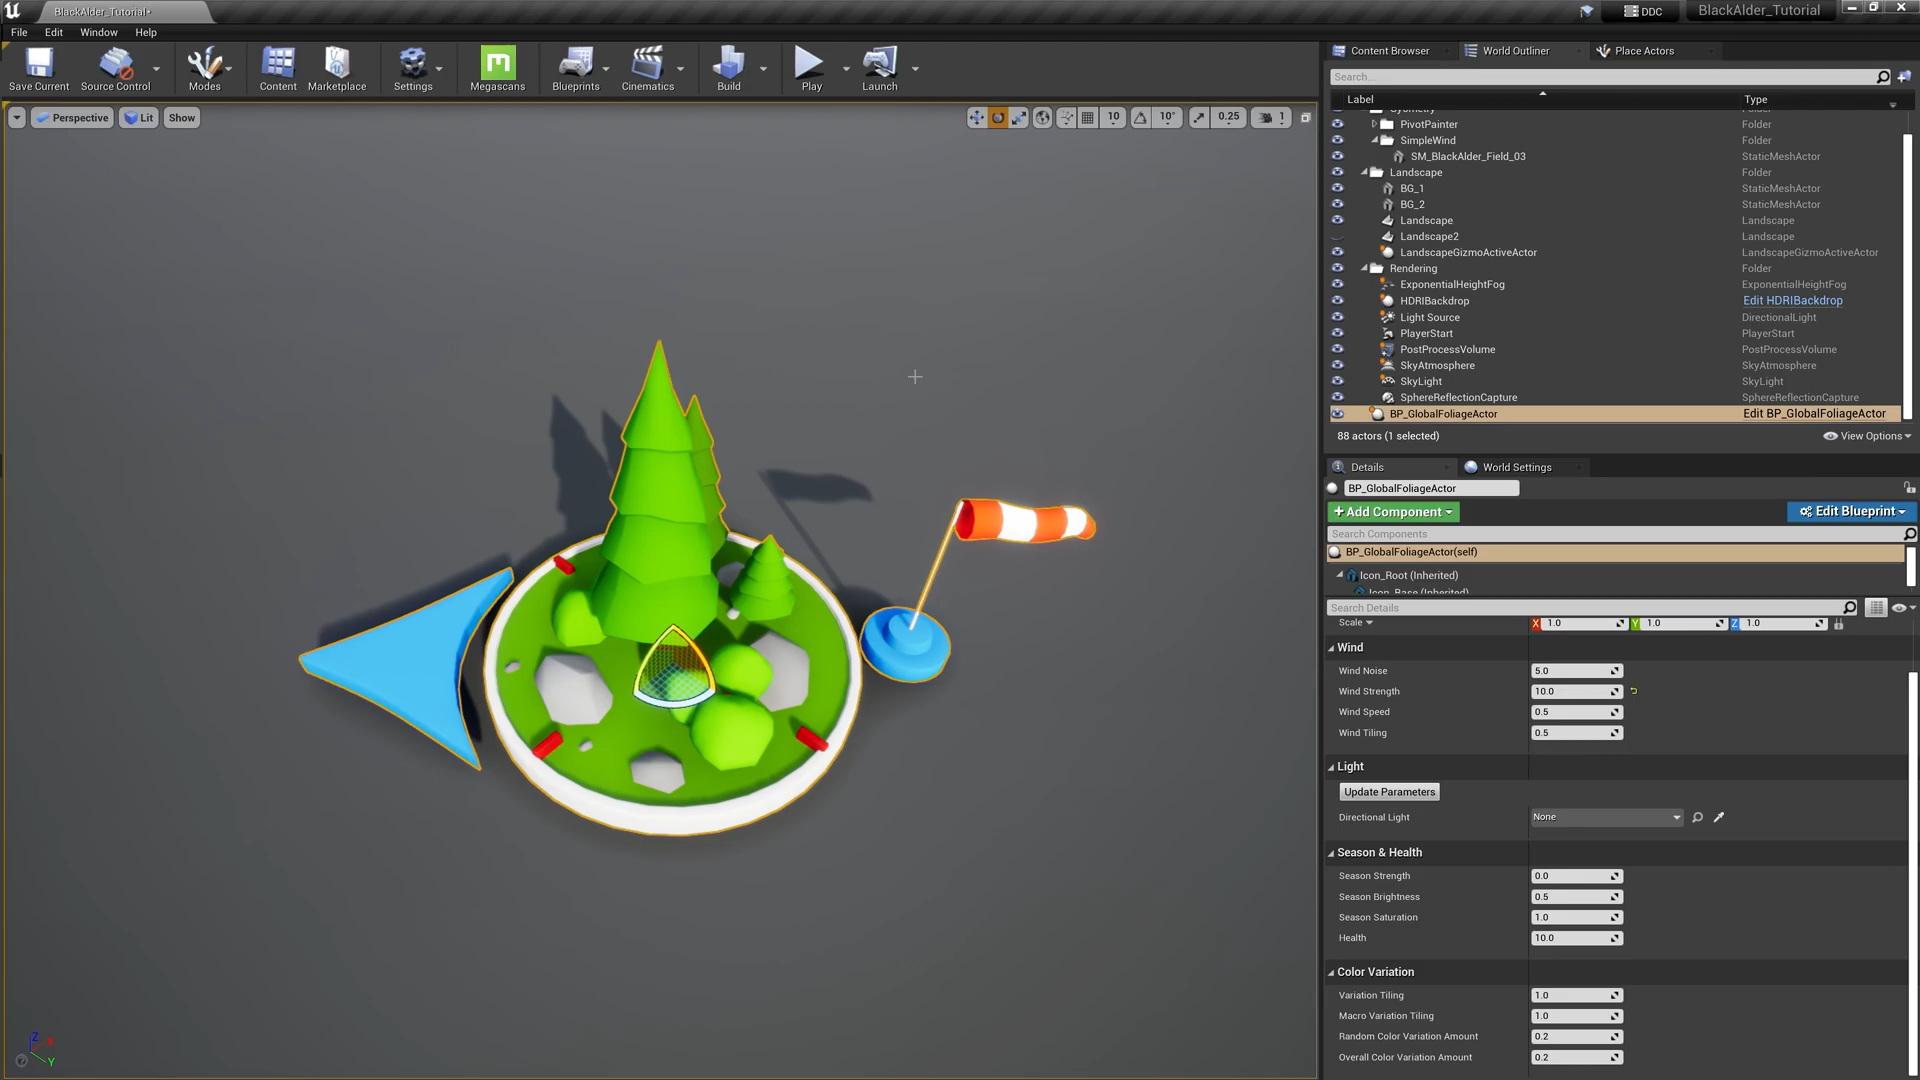 BlackAlder_Tutorial•
DDC
BlackAlder_Tutorial
File Edit Window Help
Save Current
Source Control
Modes
Content
Marketplace
Settings
Megascans
Blueprints
Cinematics
Build
Play
Launch
Perspective
Lit
Show
10
10°
0.25
1
Content Browser
World Outliner
Place Actors
Search...
Label Type
PivotPainter Folder
SimpleWind Folder
SM_BlackAlder_Field_03 StaticMeshActor
Landscape Folder
BG_1 StaticMeshActor
BG_2 StaticMeshActor
Landscape Landscape
Landscape2 Landscape
LandscapeGizmoActiveActor LandscapeGizmoActiveActor
Rendering Folder
ExponentialHeightFog ExponentialHeightFog
HDRIBackdrop Edit HDRIBackdrop
Light Source DirectionalLight
PlayerStart PlayerStart
PostProcessVolume PostProcessVolume
SkyAtmosphere SkyAtmosphere
SkyLight SkyLight
SphereReflectionCapture SphereReflectionCapture
BP_GlobalFoliageActor Edit BP_GlobalFoliageActor
88 actors (1 selected)
View Options
Details
World Settings
BP_GlobalFoliageActor
+ Add Component
Edit Blueprint
Search Components
BP_GlobalFoliageActor(self)
Icon_Root (Inherited)
Icon_Base (Inherited)
Search Details
Scale X 1.0 Y 1.0 Z 1.0
Wind
Wind Noise 5.0
Wind Strength 10.0
Wind Speed 0.5
Wind Tiling 0.5
Light
Update Parameters
Directional Light None
Season & Health
Season Strength 0.0
Season Brightness 0.5
Season Saturation 1.0
Health 10.0
Color Variation
Variation Tiling 1.0
Macro Variation Tiling 1.0
Random Color Variation Amount 0.2
Overall Color Variation Amount 0.2
Z
X
Y